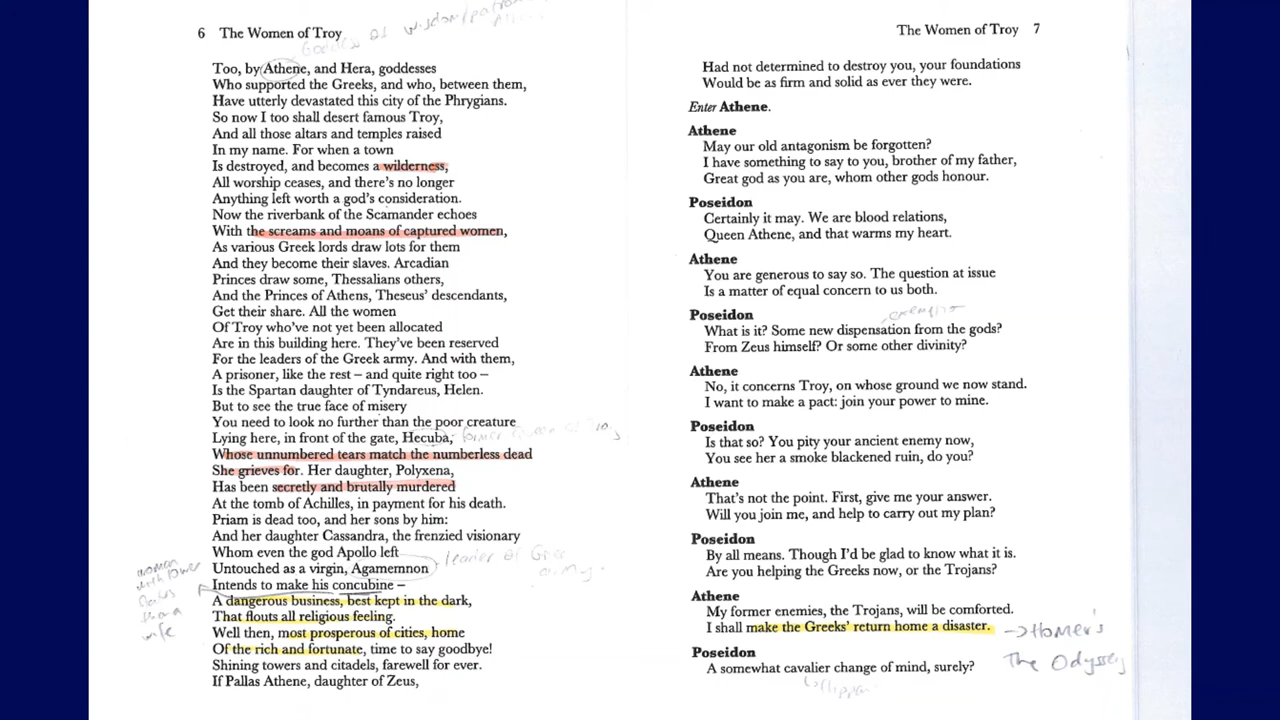 6 The Women of Troy
Goddess of wisdom/
Too, by Athene, and Hera, goddesses
Who supported the Greeks, and who, between them,
Have utterly devastated this city of the Phrygians.
So now I too shall desert famous Troy,
And all those altars and temples raised
In my name. For when a town
Is destroyed, and becomes a wilderness,
All worship ceases, and there's no longer
Anything left worth a god's consideration.
Now the riverbank of the Scamander echoes
With the screams and moans of captured women,
As various Greek lords draw lots for them
And they become their slaves. Arcadian
Princes draw some, Thessalians others,
And the Princes of Athens, Theseus' descendants,
Get their share. All the women
Of Troy who've not yet been allocated
Are in this building here. They've been reserved
For the leaders of the Greek army. And with them,
A prisoner, like the rest – and quite right too –
Is the Spartan daughter of Tyndareus, Helen.
But to see the true face of misery
You need to look no further than the poor creature
Lying here, in front of the gate, Hecuba, - former Queen of Troy
Whose unnumbered tears match the numberless dead
She grieves for. Her daughter, Polyxena,
Has been secretly and brutally murdered
At the tomb of Achilles, in payment for his death.
Priam is dead too, and her sons by him:
And her daughter Cassandra, the frenzied visionary
Whom even the god Apollo left
Untouched as a virgin, Agamemnon
leader of
army.
Intends to make his concubine –
women
with lower
status
than a
wife
A dangerous business, best kept in the dark,
That flouts all religious feeling.
Well then, most prosperous of cities, home
Of the rich and fortunate, time to say goodbye!
Shining towers and citadels, farewell for ever.
If Pallas Athene, daughter of Zeus,
The Women of Troy 7
Had not determined to destroy you, your foundations
Would be as firm and solid as ever they were.
Enter Athene.
Athene
May our old antagonism be forgotten?
I have something to say to you, brother of my father,
Great god as you are, whom other gods honour.
Poseidon
Certainly it may. We are blood relations,
Queen Athene, and that warms my heart.
Athene
You are generous to say so. The question at issue
Is a matter of equal concern to us both.
Poseidon
What is it? Some new dispensation from the gods?
From Zeus himself? Or some other divinity?
Athene
No, it concerns Troy, on whose ground we now stand.
I want to make a pact: join your power to mine.
Poseidon
Is that so? You pity your ancient enemy now,
You see her a smoke blackened ruin, do you?
Athene
That's not the point. First, give me your answer.
Will you join me, and help to carry out my plan?
Poseidon
By all means. Though I'd be glad to know what it is.
Are you helping the Greeks now, or the Trojans?
Athene
My former enemies, the Trojans, will be comforted.
I shall make the Greeks' return home a disaster.
→ Homer's
The Odyssey
Poseidon
A somewhat cavalier change of mind, surely?